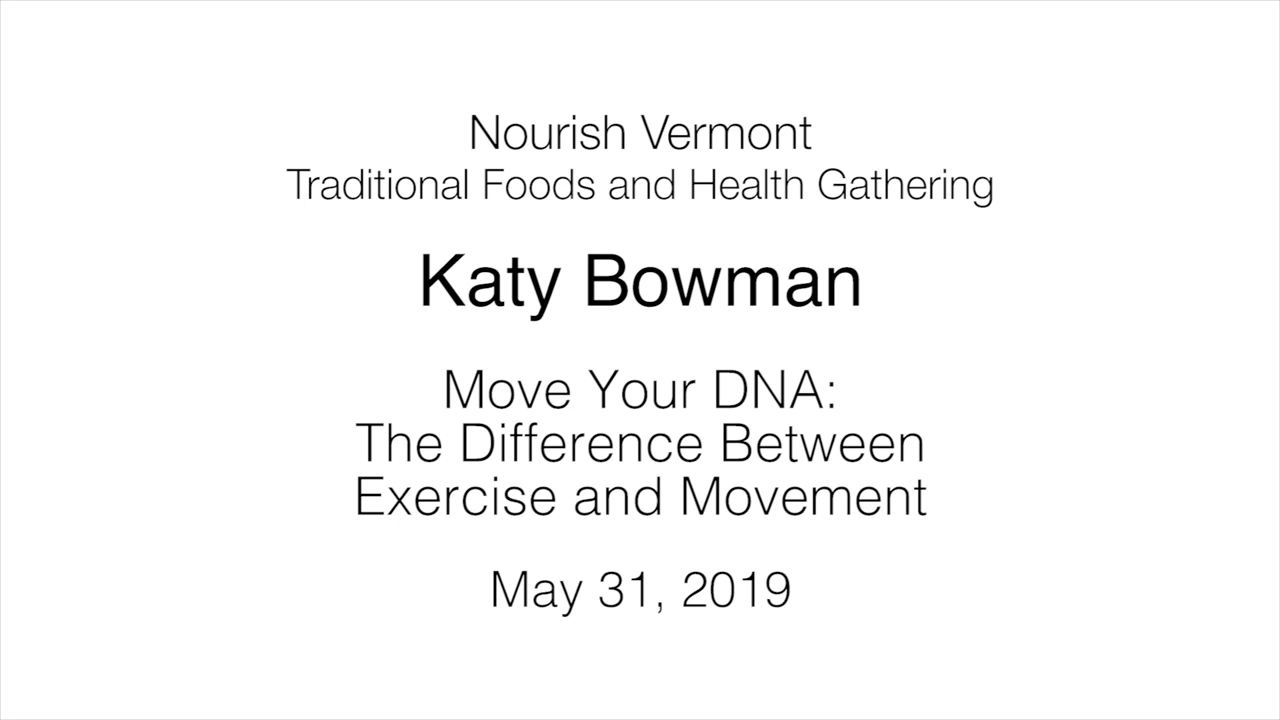 Nourish Vermont
Traditional Foods and Health Gathering
Katy Bowman
Move Your DNA:
The Difference Between
Exercise and Movement
May 31, 2019